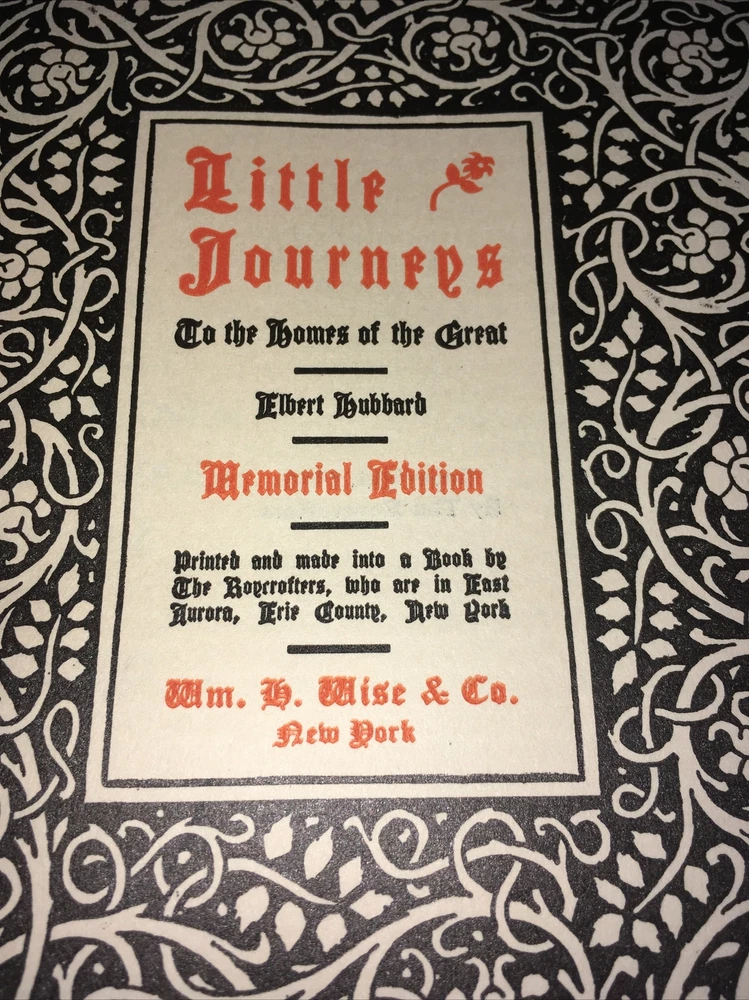 Little
Journeys
To the Homes of the Great
Elbert Hubbard
Memorial Edition
Printed and made into a Book by
The Roycrofters, who are in East
Aurora, Erie County, New York
Wm. H. Wise & Co.
New York